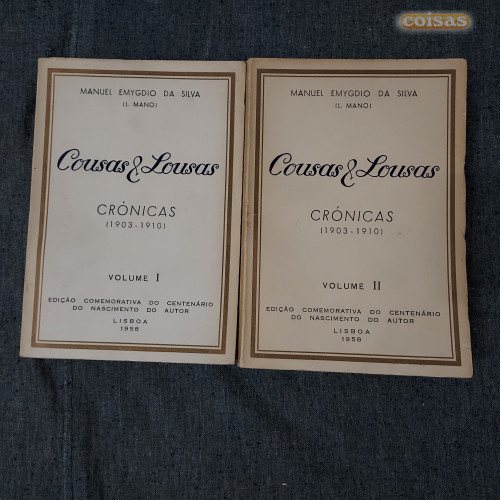 coisas
MANUEL EMYGDIO DA SILVA
(L. MANO)
Cousas & Lousas
CRÓNICAS
(1903-1910)
VOLUME I
EDIÇÃO COMEMORATIVA DO CENTENÁRIO
DO NASCIMENTO DO AUTOR
LISBOA
1958
MANUEL EMYGDIO DA SILVA
(L. MANO)
Cousas & Lousas
CRÓNICAS
(1903-1910)
VOLUME II
EDIÇÃO COMEMORATIVA DO CENTENÁRIO
DO NASCIMENTO DO AUTOR
LISBOA
1958